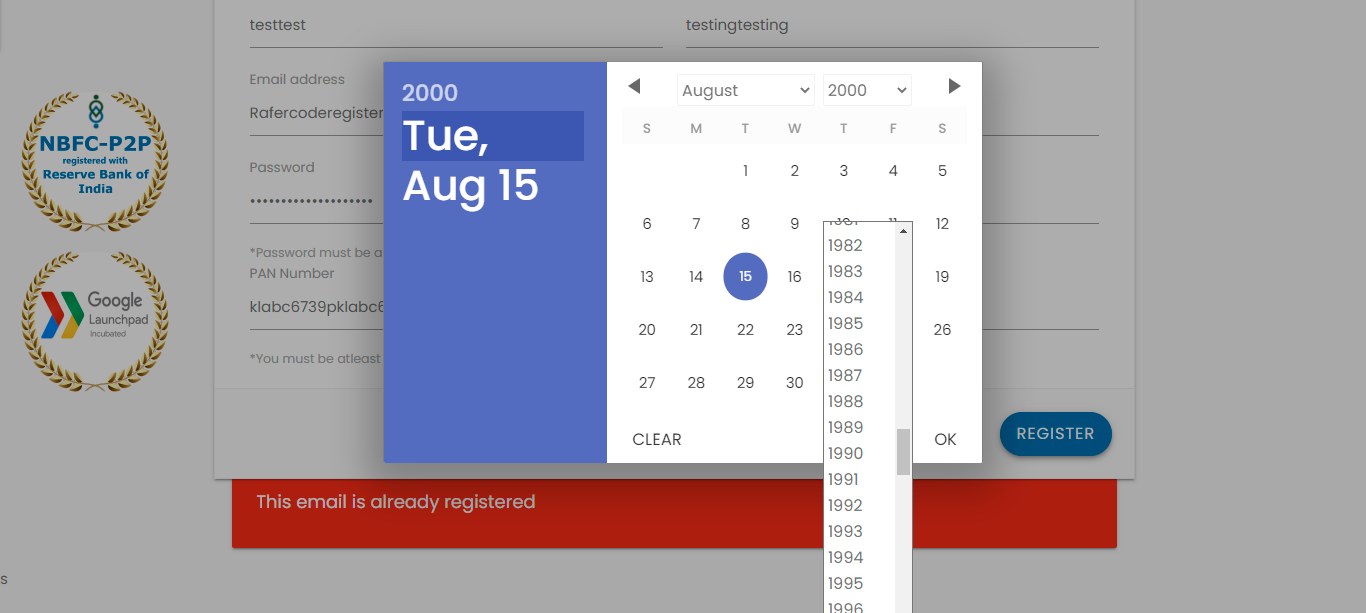 testtest
testingtesting
Email address
Rafercoderegister
Password
••••••••••••••••••••
*Password must be a
PAN Number
klabc6739pklabc6
*You must be atleast
NBFC-P2P
registered with
Reserve Bank of
India
Google
Launchpad
Incubated
2000
Tue,
Aug 15
August
2000
S M T W T F S
1 2 3 4 5
6 7 8 9 12
13 14 15 16 19
20 21 22 23 26
27 28 29 30
CLEAR
OK
1982
1983
1984
1985
1986
1987
1988
1989
1990
1991
1992
1993
1994
1995
1996
REGISTER
This email is already registered
s